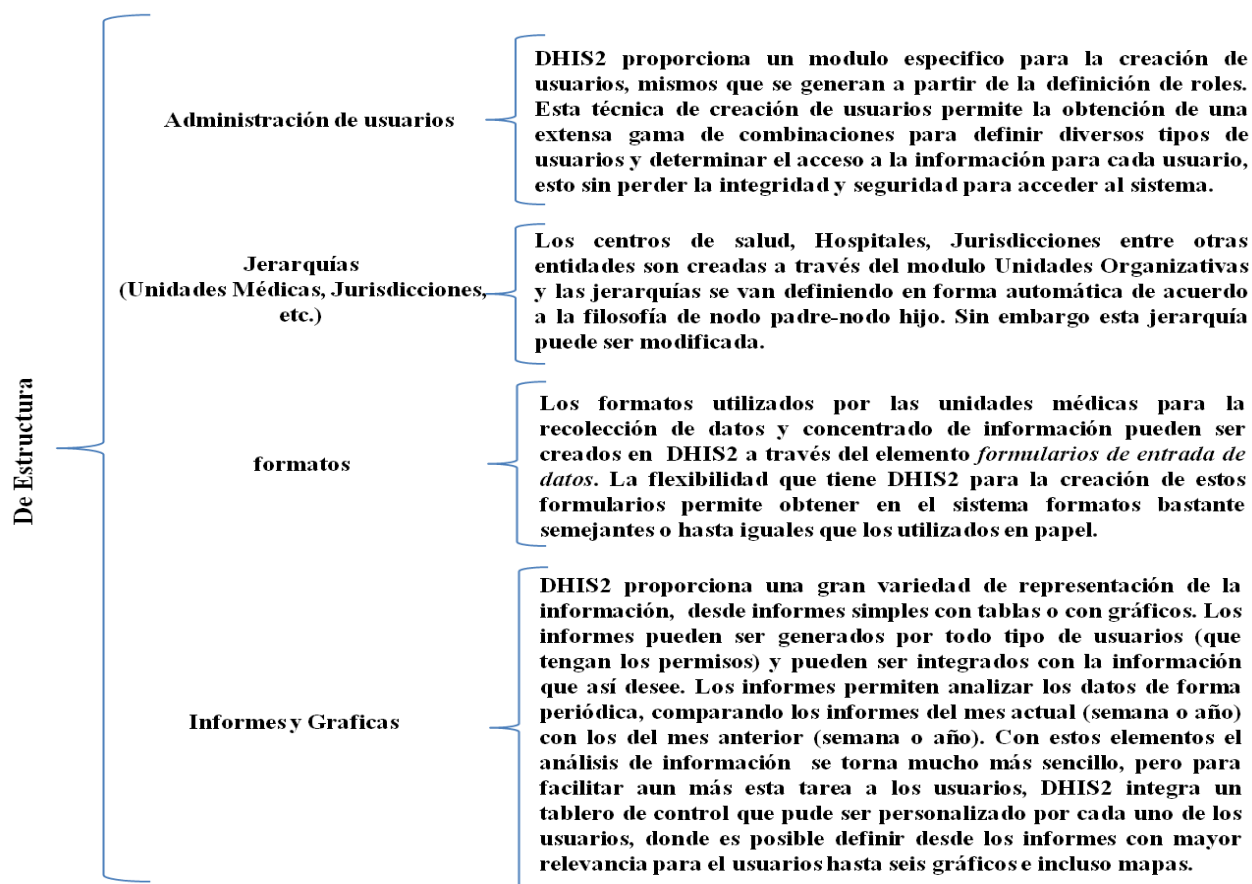 De Estructura
Administración de usuarios
DHIS2 proporciona un modulo especifico para la creación de
usuarios, mismos que se generan a partir de la definición de roles.
Esta técnica de creación de usuarios permite la obtención de una
extensa gama de combinaciones para definir diversos tipos de
usuarios y determinar el acceso a la información para cada usuario,
esto sin perder la integridad y seguridad para acceder al sistema.
Jerarquías
(Unidades Médicas, Jurisdicciones,
etc.)
Los centros de salud, Hospitales, Jurisdicciones entre otras
entidades son creadas a través del modulo Unidades Organizativas
y las jerarquías se van definiendo en forma automática de acuerdo
a la filosofía de nodo padre-nodo hijo. Sin embargo esta jerarquía
puede ser modificada.
formatos
Los formatos utilizados por las unidades médicas para la
recolección de datos y concentrado de información pueden ser
creados en DHIS2 a través del elemento formularios de entrada de
datos. La flexibilidad que tiene DHIS2 para la creación de estos
formularios permite obtener en el sistema formatos bastante
semejantes o hasta iguales que los utilizados en papel.
Informes y Graficas
DHIS2 proporciona una gran variedad de representación de la
información, desde informes simples con tablas o con gráficos. Los
informes pueden ser generados por todo tipo de usuarios (que
tengan los permisos) y pueden ser integrados con la información
que así desee. Los informes permiten analizar los datos de forma
periódica, comparando los informes del mes actual (semana o año)
con los del mes anterior (semana o año). Con estos elementos el
análisis de información se torna mucho más sencillo, pero para
facilitar aun más esta tarea a los usuarios, DHIS2 integra un
tablero de control que pude ser personalizado por cada uno de los
usuarios, donde es posible definir desde los informes con mayor
relevancia para el usuarios hasta seis gráficos e incluso mapas.